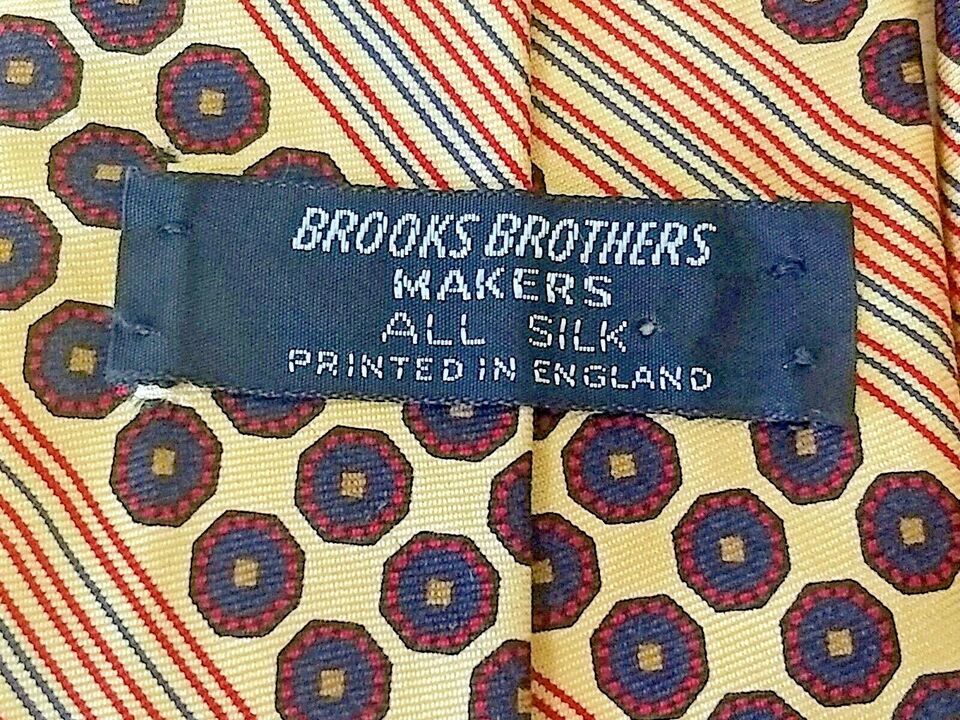 BROOKS BROTHERS
MAKERS
ALL SILK
PRINTED IN ENGLAND